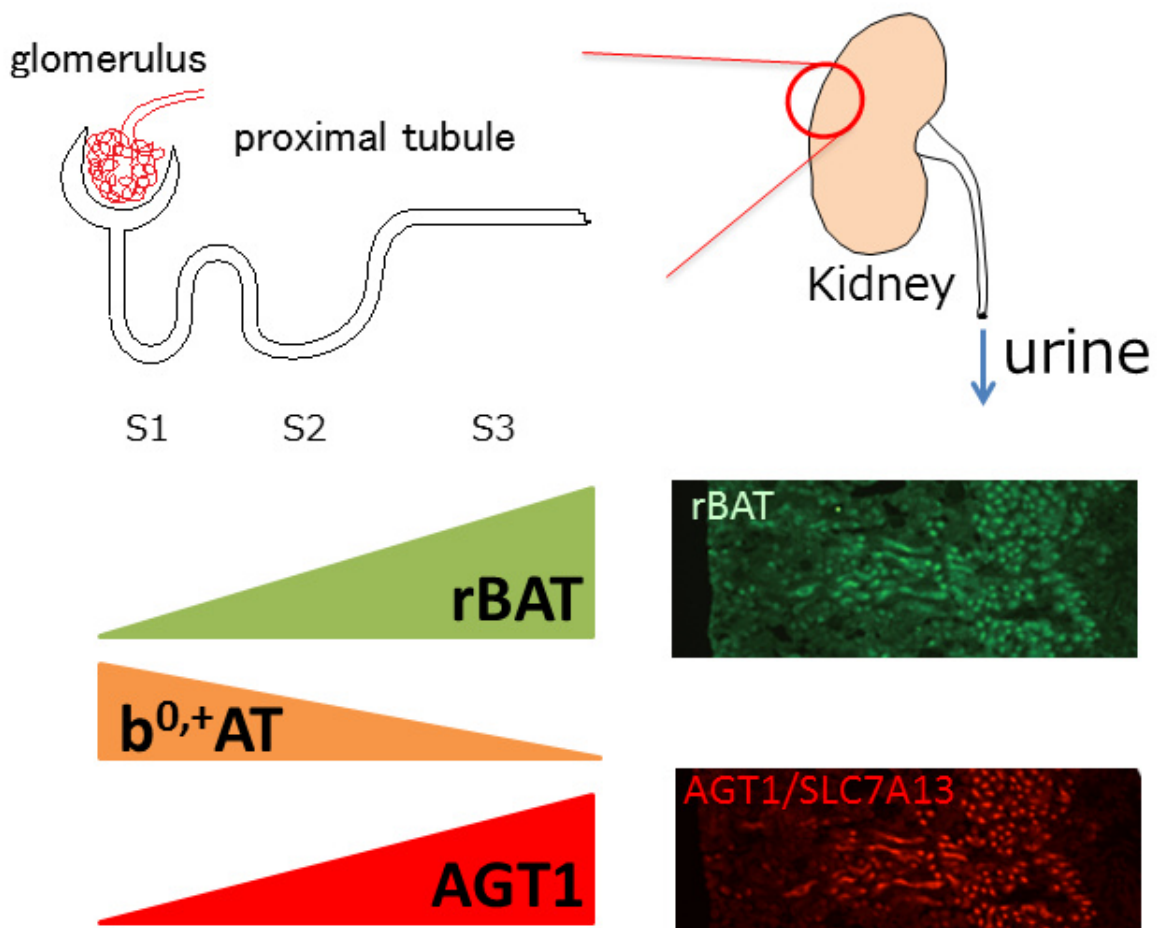 glomerulus
proximal tubule
Kidney
urine
S1 S2 S3
rBAT
rBAT
b⁰,⁺AT
AGT1/SLC7A13
AGT1